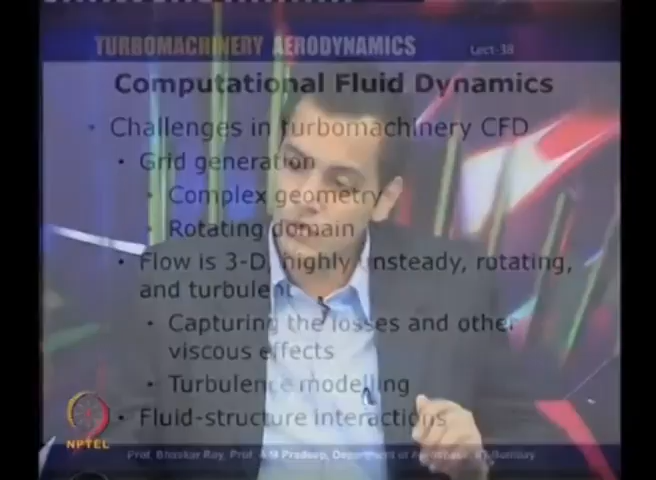 TURBOMACHINERY AERODYNAMICS
Lect-38
Computational Fluid Dynamics
• Challenges in turbomachinery CFD
• Grid generation
• Complex geometry
• Rotating domain
• Flow is 3-D, highly unsteady, rotating,
and turbulent
• Capturing the losses and other
viscous effects
• Turbulence modelling
• Fluid-structure interactions
NPTEL
Prof. Bhaskar Roy, Prof. A M Pradeep, Department of Aerospace, IIT Bombay